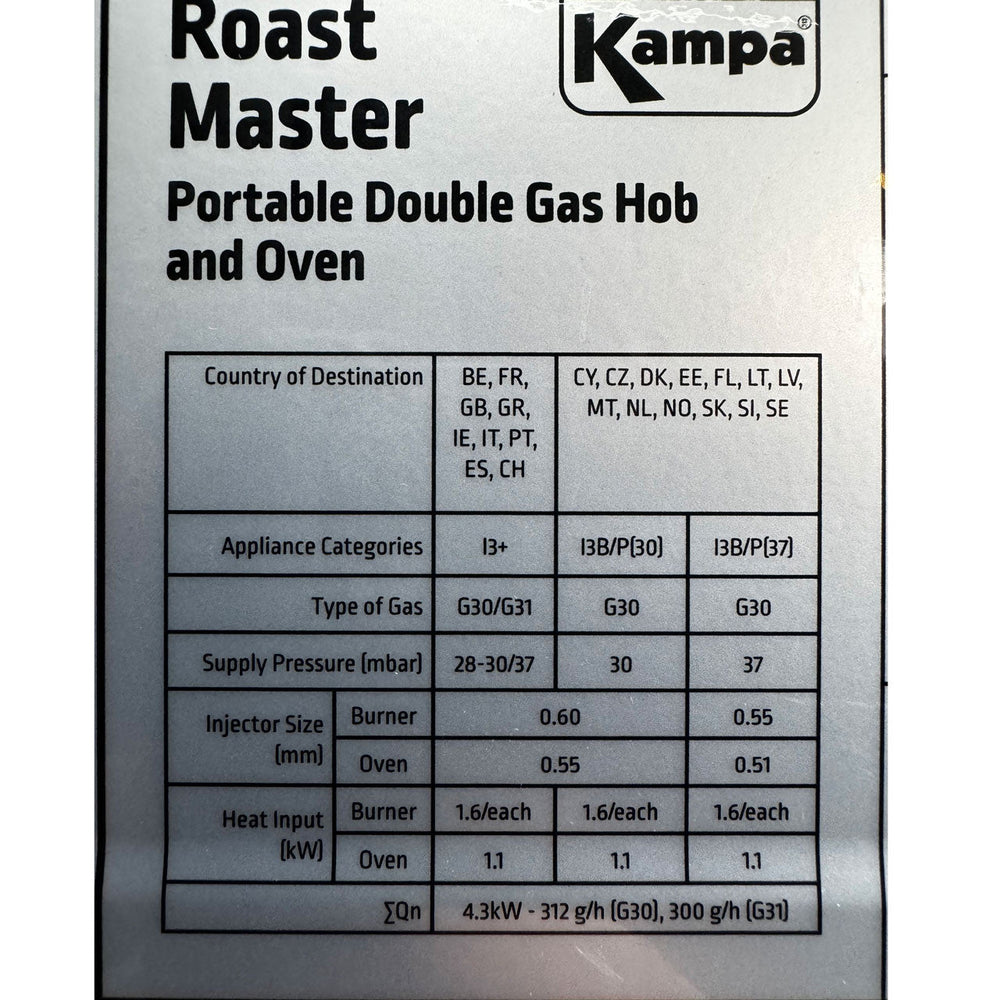 Roast
Master
Kampa®
Portable Double Gas Hob
and Oven
Country of Destination
BE, FR,
GB, GR,
IE, IT, PT,
ES, CH
CY, CZ, DK, EE, FL, LT, LV,
MT, NL, NO, SK, SI, SE
Appliance Categories I3+ I3B/P(30) I3B/P(37)
Type of Gas G30/G31 G30 G30
Supply Pressure (mbar) 28-30/37 30 37
Injector Size
(mm)
Burner 0.60 0.55
Oven 0.55 0.51
Heat Input
(kW)
Burner 1.6/each 1.6/each 1.6/each
Oven 1.1 1.1 1.1
∑Qn 4.3kW - 312 g/h (G30), 300 g/h (G31)